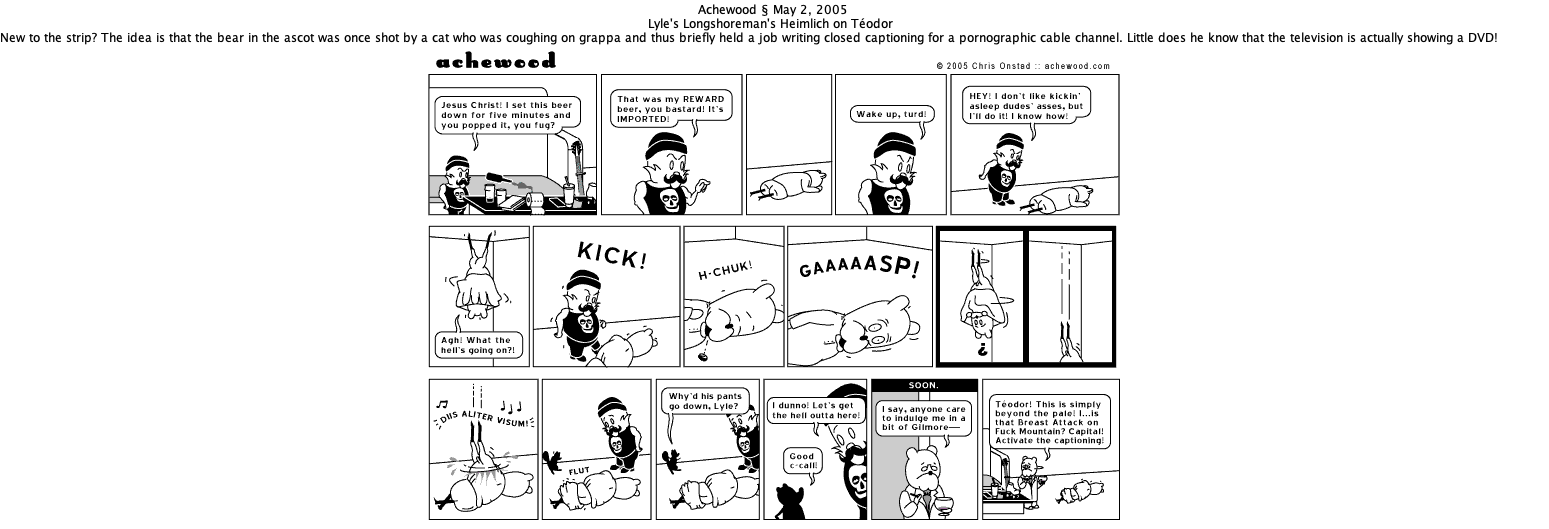 Achewood § May 2, 2005
Lyle's Longshoreman's Heimlich on Téodor
New to the strip? The idea is that the bear in the ascot was once shot by a cat who was coughing on grappa and thus briefly held a job writing closed captioning for a pornographic cable channel. Little does he know that the television is actually showing a DVD!
achewood
© 2005 Chris Onstad :: achewood.com
Jesus Christ! I set this beer
down for five minutes and
you popped it, you fug?
That was my REWARD
beer, you bastard! It's
IMPORTED!
Wake up, turd!
HEY! I don't like kickin'
asleep dudes' asses, but
I'll do it! I know how!
Agh! What the
hell's going on?!
KICK!
H-CHUK!
GAAAAASP!
¿
DIIS ALITER VISUM!
FLUT
Why'd his pants
go down, Lyle?
I dunno! Let's get
the hell outta here!
Good
c-call!
SOON.
I say, anyone care
to indulge me in a
bit of Gilmore—
Téodor! This is simply
beyond the pale! I...is
that Breast Attack on
Fuck Mountain? Capital!
Activate the captioning!